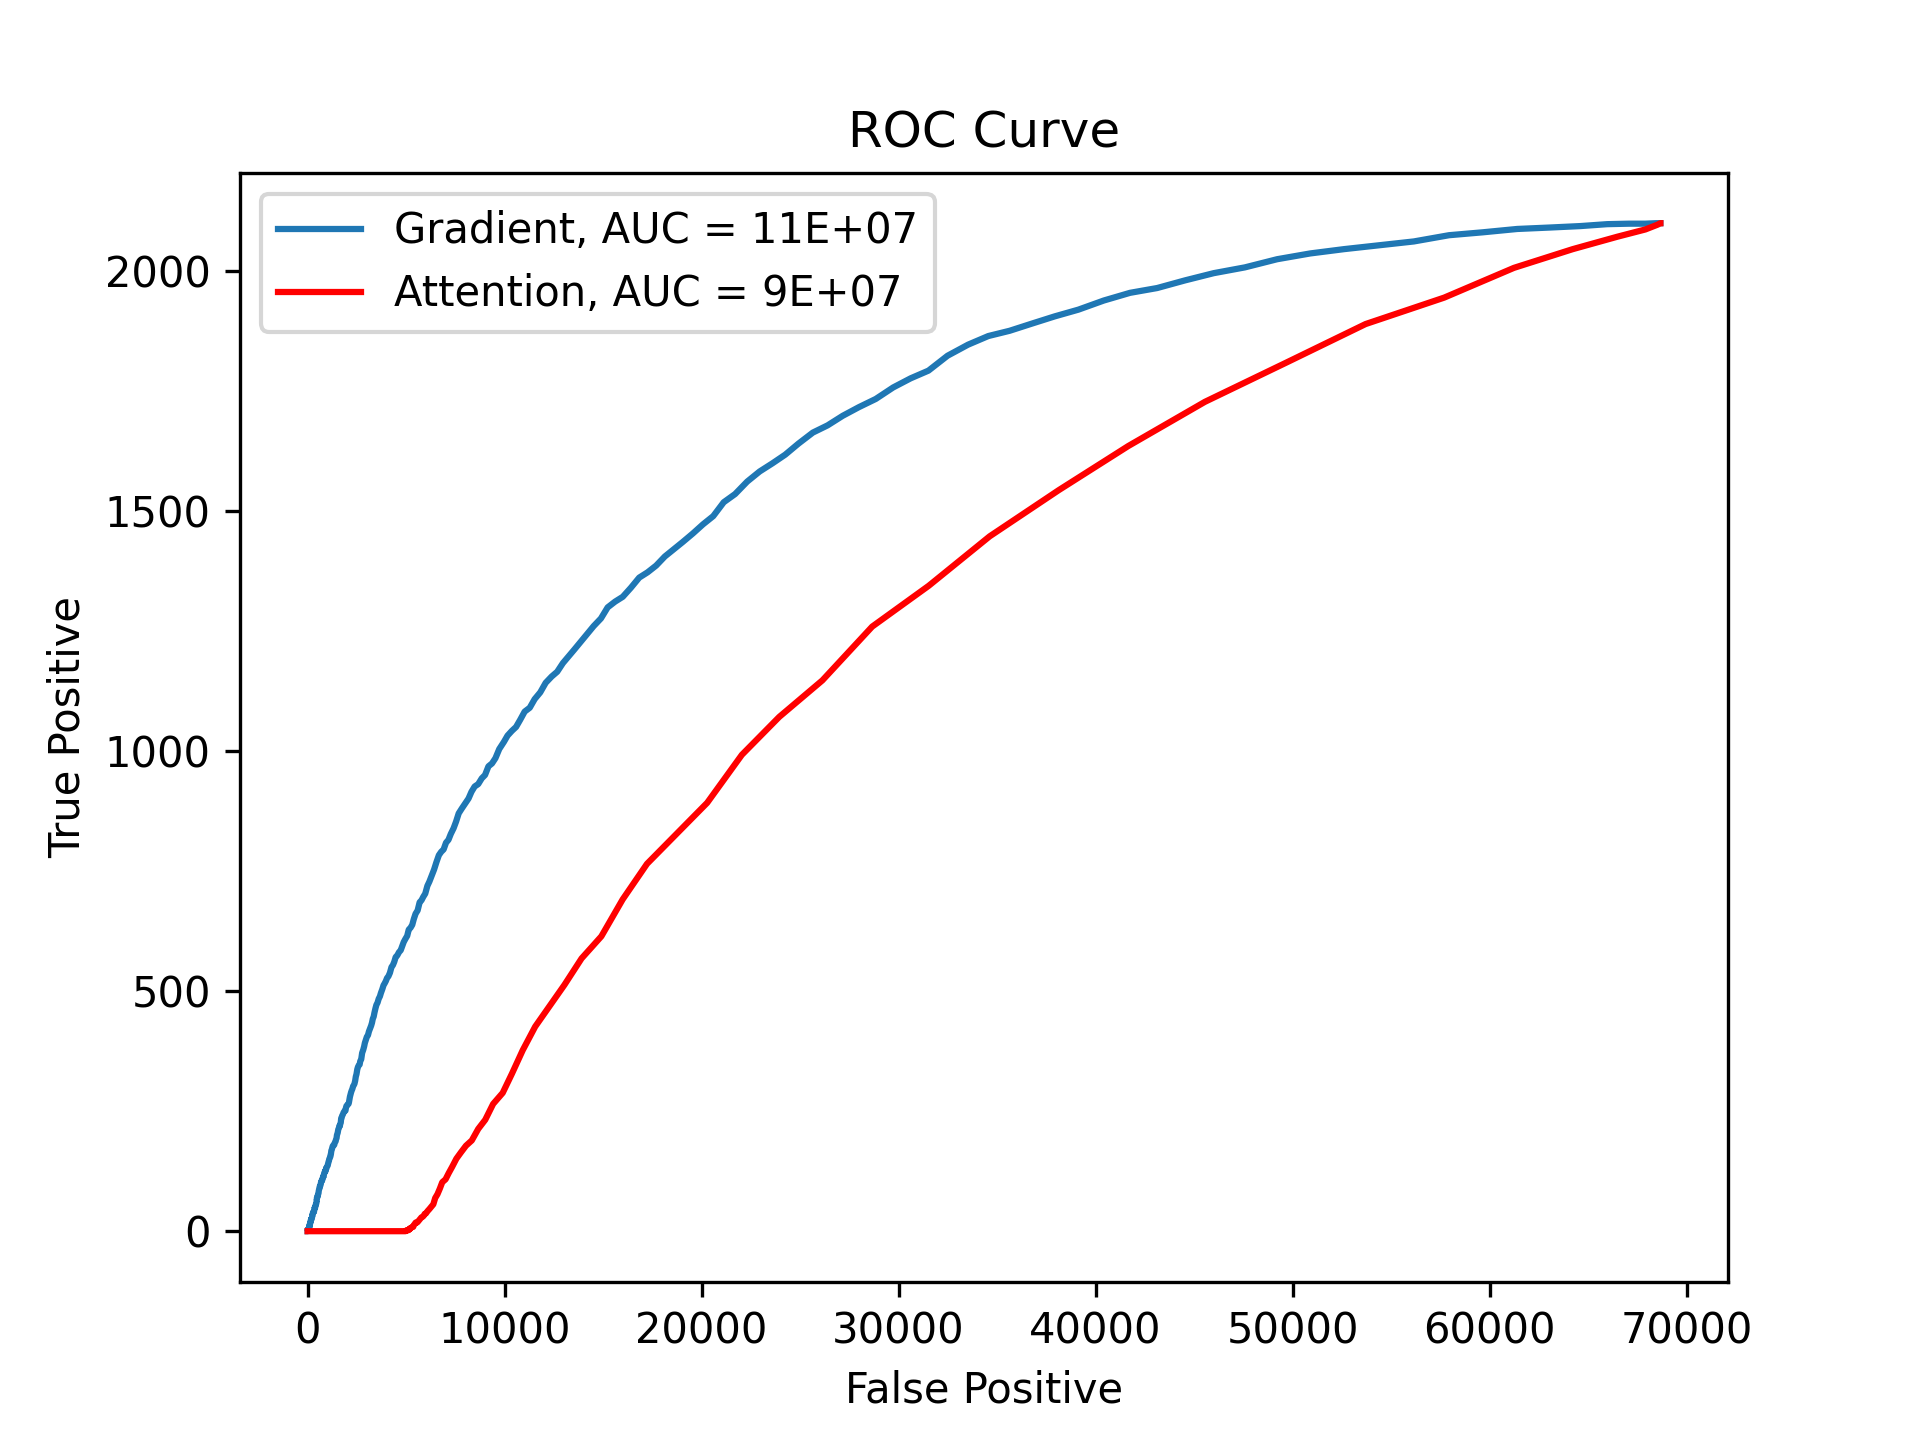 ROC Curve
Gradient, AUC = 11E+07
Attention, AUC = 9E+07
2000
1500
1000
500
0
True Positive
0 10000 20000 30000 40000 50000 60000 70000
False Positive